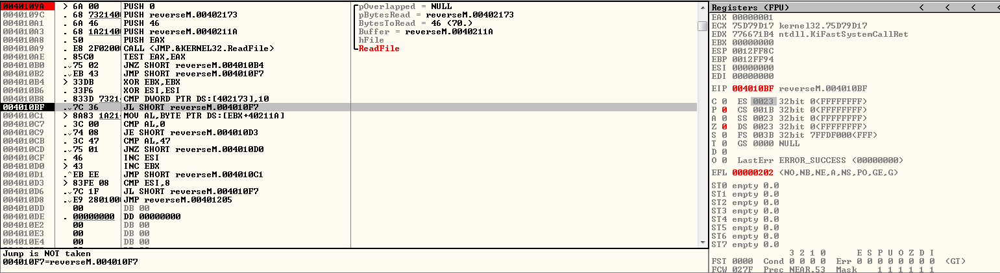 0040109A > 6A 00 PUSH 0
0040109C . 68 7321400 PUSH reverseM.00402173
004010A1 . 6A 46 PUSH 46
004010A3 . 68 1A21400 PUSH reverseM.0040211A
004010A8 . 50 PUSH EAX
004010A9 . E8 2F02000 CALL <JMP.&KERNEL32.ReadFile>
004010AE . 85C0 TEST EAX,EAX
004010B0 . 75 02 JNZ SHORT reverseM.004010B4
004010B2 . EB 43 JMP SHORT reverseM.004010F7
004010B4 > 33DB XOR EBX,EBX
004010B6 . 33F6 XOR ESI,ESI
004010B8 . 833D 7321 CMP DWORD PTR DS:[402173],10
004010BF . 7C 36 JL SHORT reverseM.004010F7
004010C1 > 8A83 1A21 MOV AL,BYTE PTR DS:[EBX+40211A]
004010C7 . 3C 00 CMP AL,0
004010C9 . 74 08 JE SHORT reverseM.004010D3
004010CB . 3C 47 CMP AL,47
004010CD . 75 01 JNZ SHORT reverseM.004010D0
004010CF . 46 INC ESI
004010D0 > 43 INC EBX
004010D1 .^EB EE JMP SHORT reverseM.004010C1
004010D3 > 83FE 08 CMP ESI,8
004010D6 . 7C 1F JL SHORT reverseM.004010F7
004010D8 . E9 2801000 JMP reverseM.00401205
004010DD 00 DB 00
004010DE . 00000000 DD 00000000
004010E2 00 DB 00
004010E3 00 DB 00
004010E4 00 DB 00
pOverlapped = NULL
pBytesRead = reverseM.00402173
BytesToRead = 46 (70.)
Buffer = reverseM.0040211A
hFile
ReadFile
Jump is NOT taken
004010F7=reverseM.004010F7
Registers (FPU) < < < <
EAX 00000001
ECX 75D79D17 kernel32.75D79D17
EDX 776671B4 ntdll.KiFastSystemCallRet
EBX 00000000
ESP 0012FF8C
EBP 0012FF94
ESI 00000000
EDI 00000000
EIP 004010BF reverseM.004010BF
C 0 ES 0023 32bit 0(FFFFFFFF)
P 0 CS 001B 32bit 0(FFFFFFFF)
A 0 SS 0023 32bit 0(FFFFFFFF)
Z 0 DS 0023 32bit 0(FFFFFFFF)
S 0 FS 003B 32bit 7FFDF000(FFF)
T 0 GS 0000 NULL
D 0
O 0 LastErr ERROR_SUCCESS (00000000)
EFL 00000202 (NO,NB,NE,A,NS,PO,GE,G)
ST0 empty 0.0
ST1 empty 0.0
ST2 empty 0.0
ST3 empty 0.0
ST4 empty 0.0
ST5 empty 0.0
ST6 empty 0.0
ST7 empty 0.0
3 2 1 0 E S P U O Z D I
FST 0000 Cond 0 0 0 0 Err 0 0 0 0 0 0 0 0 (GT)
FCW 027F Prec NEAR,53 Mask 1 1 1 1 1 1